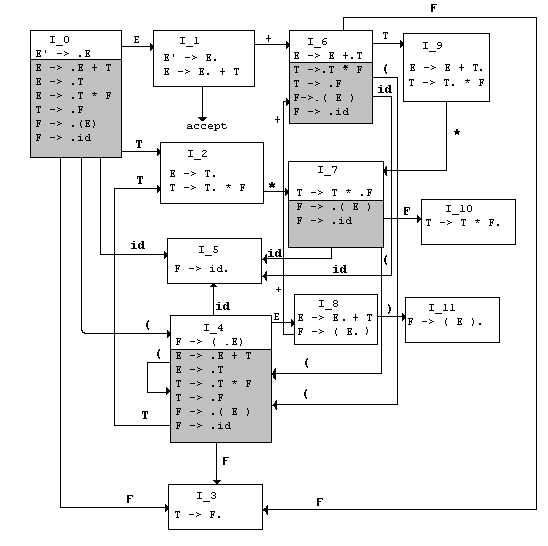 I_0
E' -> .E
E -> .E + T
E -> .T
E -> .T * F
T -> .F
F -> .(E)
F -> .id
E
I_1
E' -> E.
E -> E. + T
accept
+
I_6
E -> E +.T
T ->.T * F
T -> .F
F->.( E )
F -> .id
F
T
(
id
I_9
E -> E + T.
T -> T. * F
*
T
I_2
E -> T.
T -> T. * F
T
*
+
I_7
T -> T * .F
F -> .( E )
F -> .id
F
I_10
T -> T * F.
id
I_5
F -> id.
id
id
(
+
id
I_8
E -> E. + T
F -> ( E. )
)
I_11
F -> ( E ).
(
I_4
F -> ( .E)
E -> .E + T
E -> .T
T -> .T * F
T -> .F
F -> .( E )
F -> .id
E
(
(
(
T
F
I_3
T -> F.
F
F